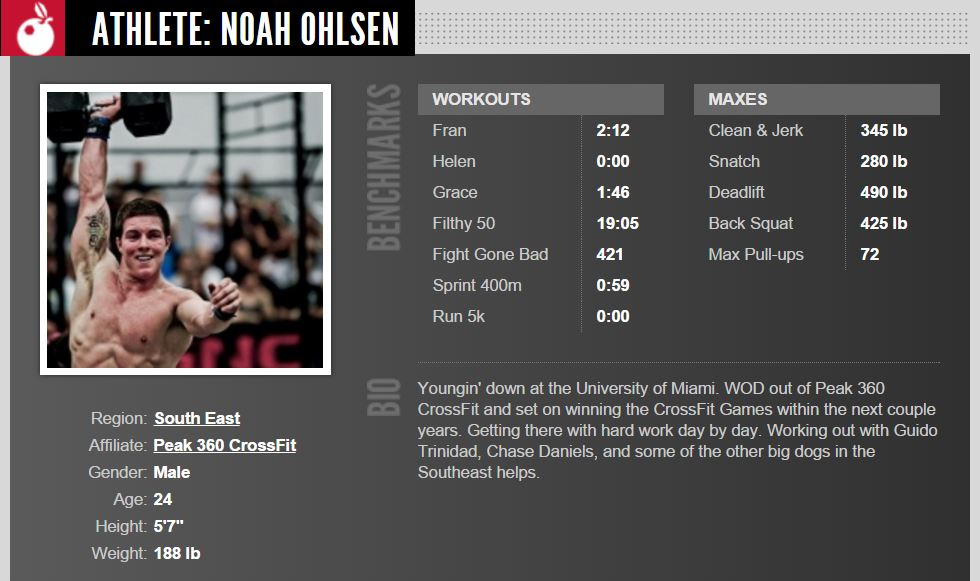 ATHLETE: NOAH OHLSEN
BENCHMARKS
WORKOUTS
Fran 2:12
Helen 0:00
Grace 1:46
Filthy 50 19:05
Fight Gone Bad 421
Sprint 400m 0:59
Run 5k 0:00
MAXES
Clean & Jerk 345 lb
Snatch 280 lb
Deadlift 490 lb
Back Squat 425 lb
Max Pull-ups 72
BIO
Youngin' down at the University of Miami. WOD out of Peak 360
CrossFit and set on winning the CrossFit Games within the next couple
years. Getting there with hard work day by day. Working out with Guido
Trinidad, Chase Daniels, and some of the other big dogs in the
Southeast helps.
Region: South East
Affiliate: Peak 360 CrossFit
Gender: Male
Age: 24
Height: 5'7"
Weight: 188 lb